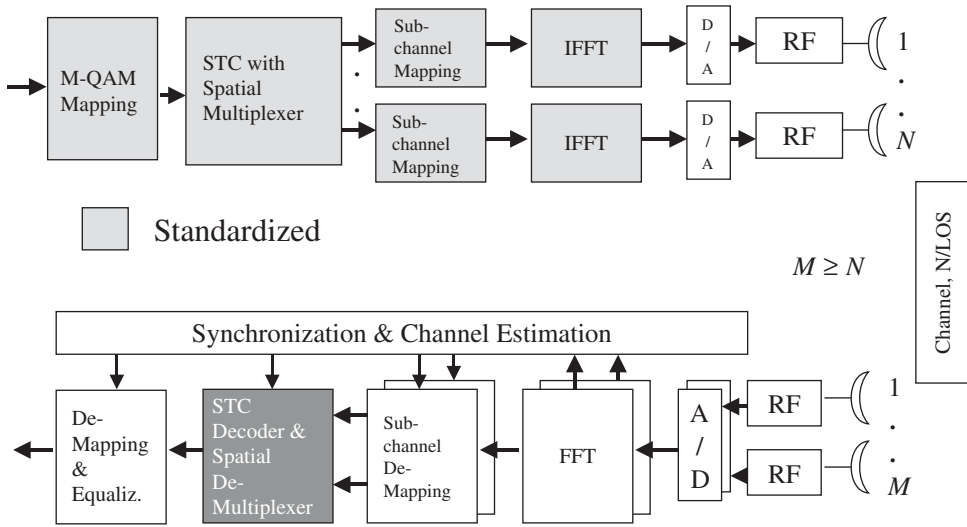 M-QAM
Mapping
STC with
Spatial
Multiplexer
Sub-
channel
Mapping
IFFT
D
/
A
RF
1
Sub-
channel
Mapping
IFFT
D
/
A
RF
N
Standardized
M ≥ N
Channel, N/LOS
Synchronization & Channel Estimation
De-
Mapping
&
Equaliz.
STC
Decoder &
Spatial
De-
Multiplexer
Sub-
channel
De-
Mapping
FFT
A
/
D
RF
1
RF
M